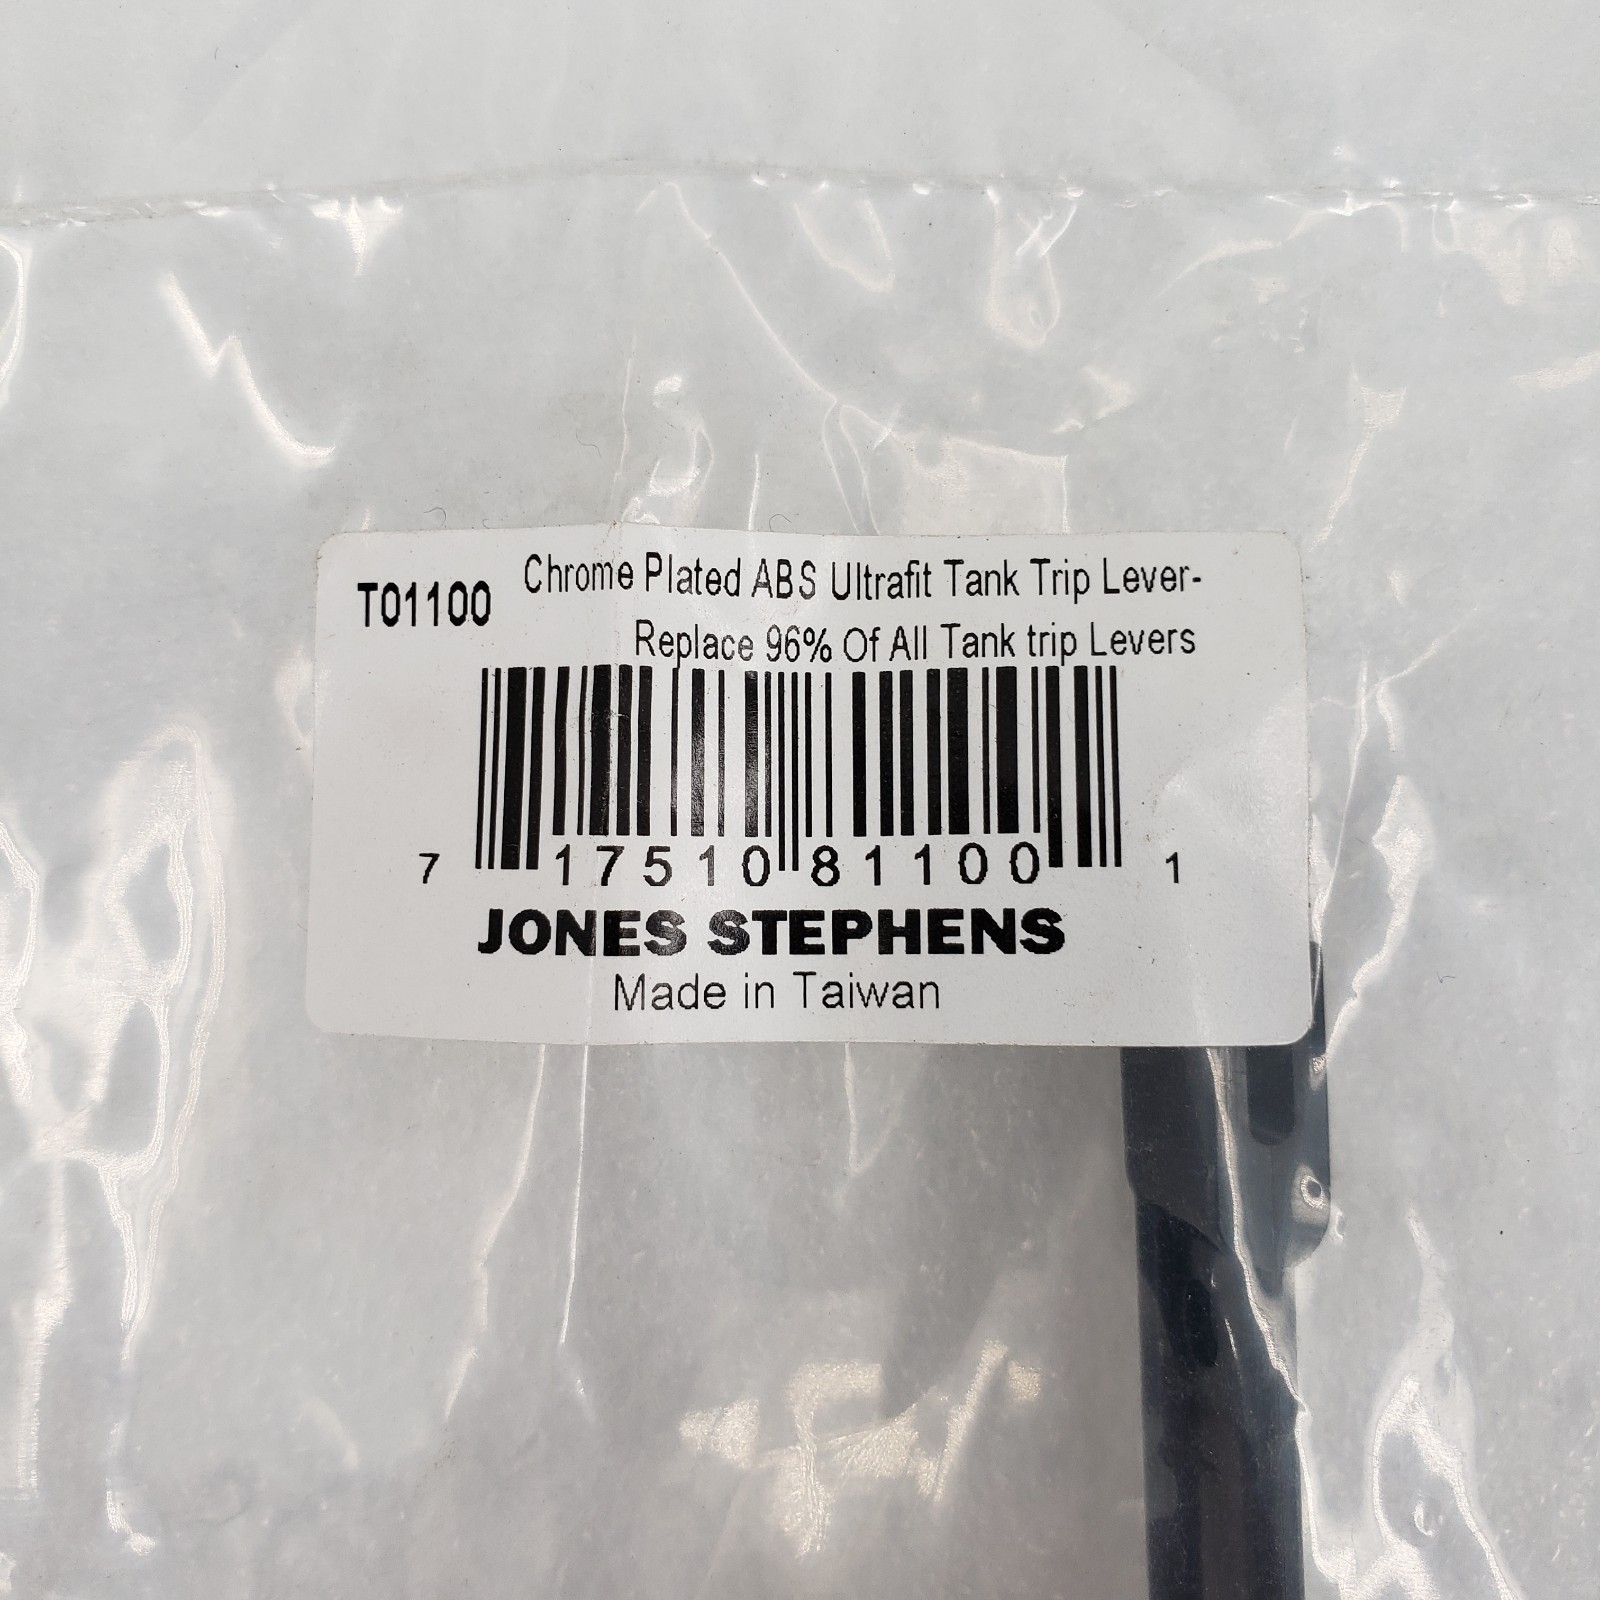 T01100 Chrome Plated ABS Ultrafit Tank Trip Lever-
Replace 96% Of All Tank trip Levers
7 17510 81100 1
JONES STEPHENS
Made in Taiwan